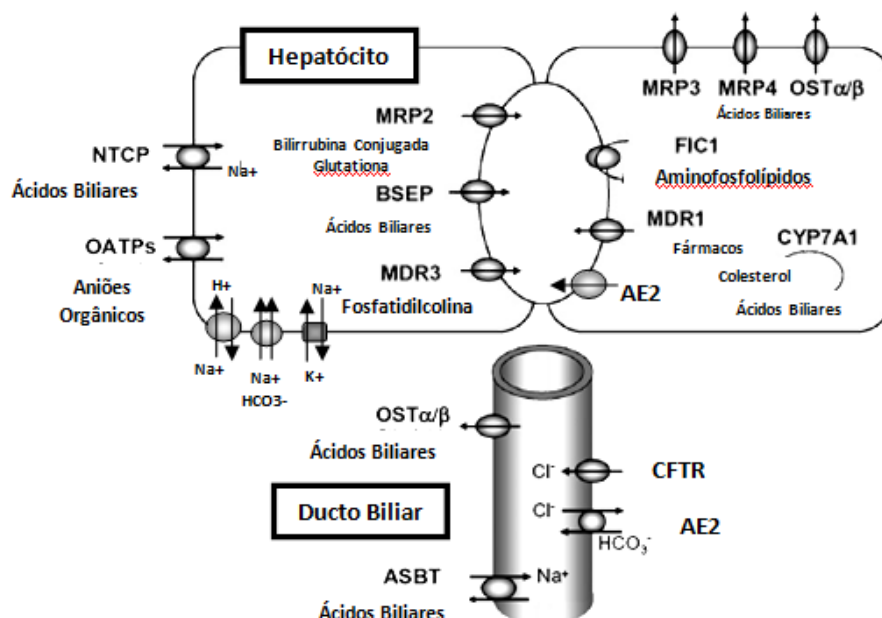 Hepatócito
MRP3 MRP4 OSTα/β
Ácidos Biliares
MRP2
Bilirrubina Conjugada
Glutationa
NTCP
Na+
Ácidos Biliares
FIC1
Aminofosfolípidos
BSEP
Ácidos Biliares
OATPs
MDR1
Fármacos
CYP7A1
Colesterol
Ácidos Biliares
MDR3
Fosfatidilcolina
AE2
Aniões
Orgânicos
H+
Na+
Na+
Na+
HCO3-
K+
OSTα/β
Ácidos Biliares
Cl-
CFTR
Ducto Biliar
Cl-
AE2
HCO3-
ASBT
Na+
Ácidos Biliares